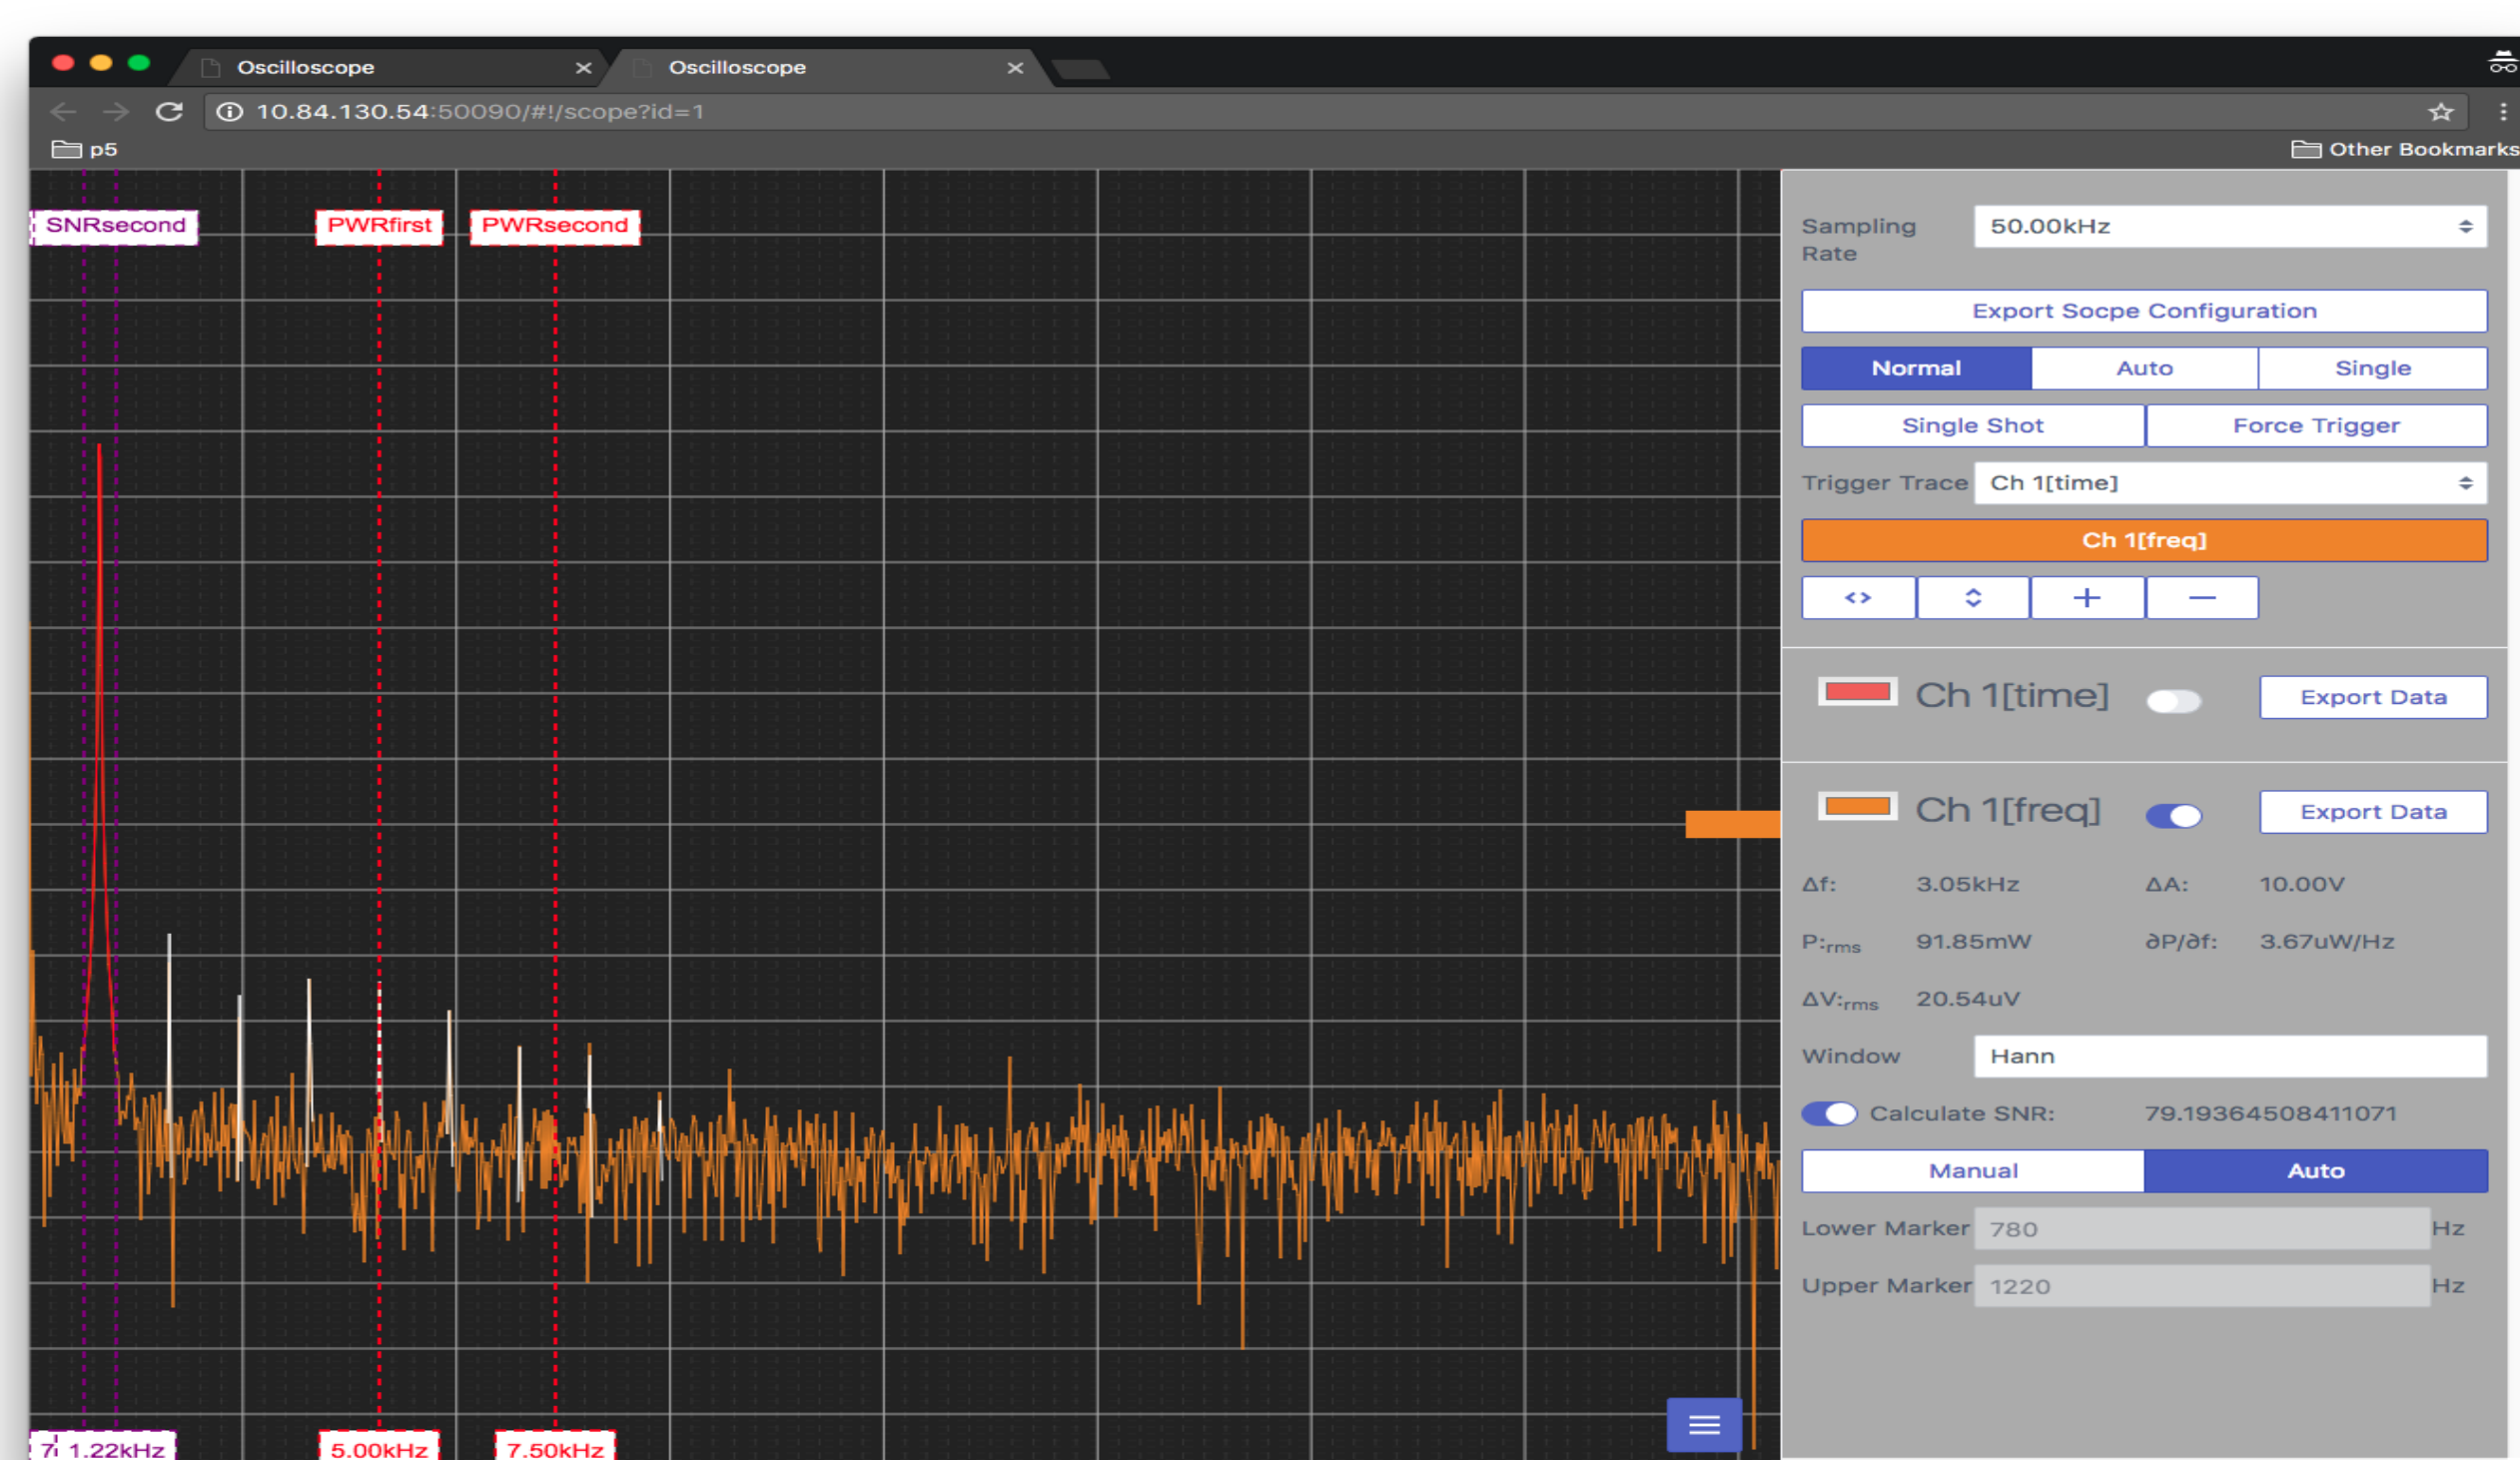 Oscilloscope
Oscilloscope
10.84.130.54:50090/#!/scope?id=1
p5
Other Bookmarks
SNRsecond
PWRfirst
PWRsecond
1.22kHz
5.00kHz
7.50kHz
Sampling Rate
50.00kHz
Export Socpe Configuration
Normal Auto Single
Single Shot Force Trigger
Trigger Trace Ch 1[time]
Ch 1[freq]
Ch 1[time] Export Data
Ch 1[freq] Export Data
Δf: 3.05kHz ΔA: 10.00V
P:rms 91.85mW ∂P/∂f: 3.67uW/Hz
ΔV:rms 20.54uV
Window Hann
Calculate SNR: 79.19364508411071
Manual Auto
Lower Marker 780 Hz
Upper Marker 1220 Hz